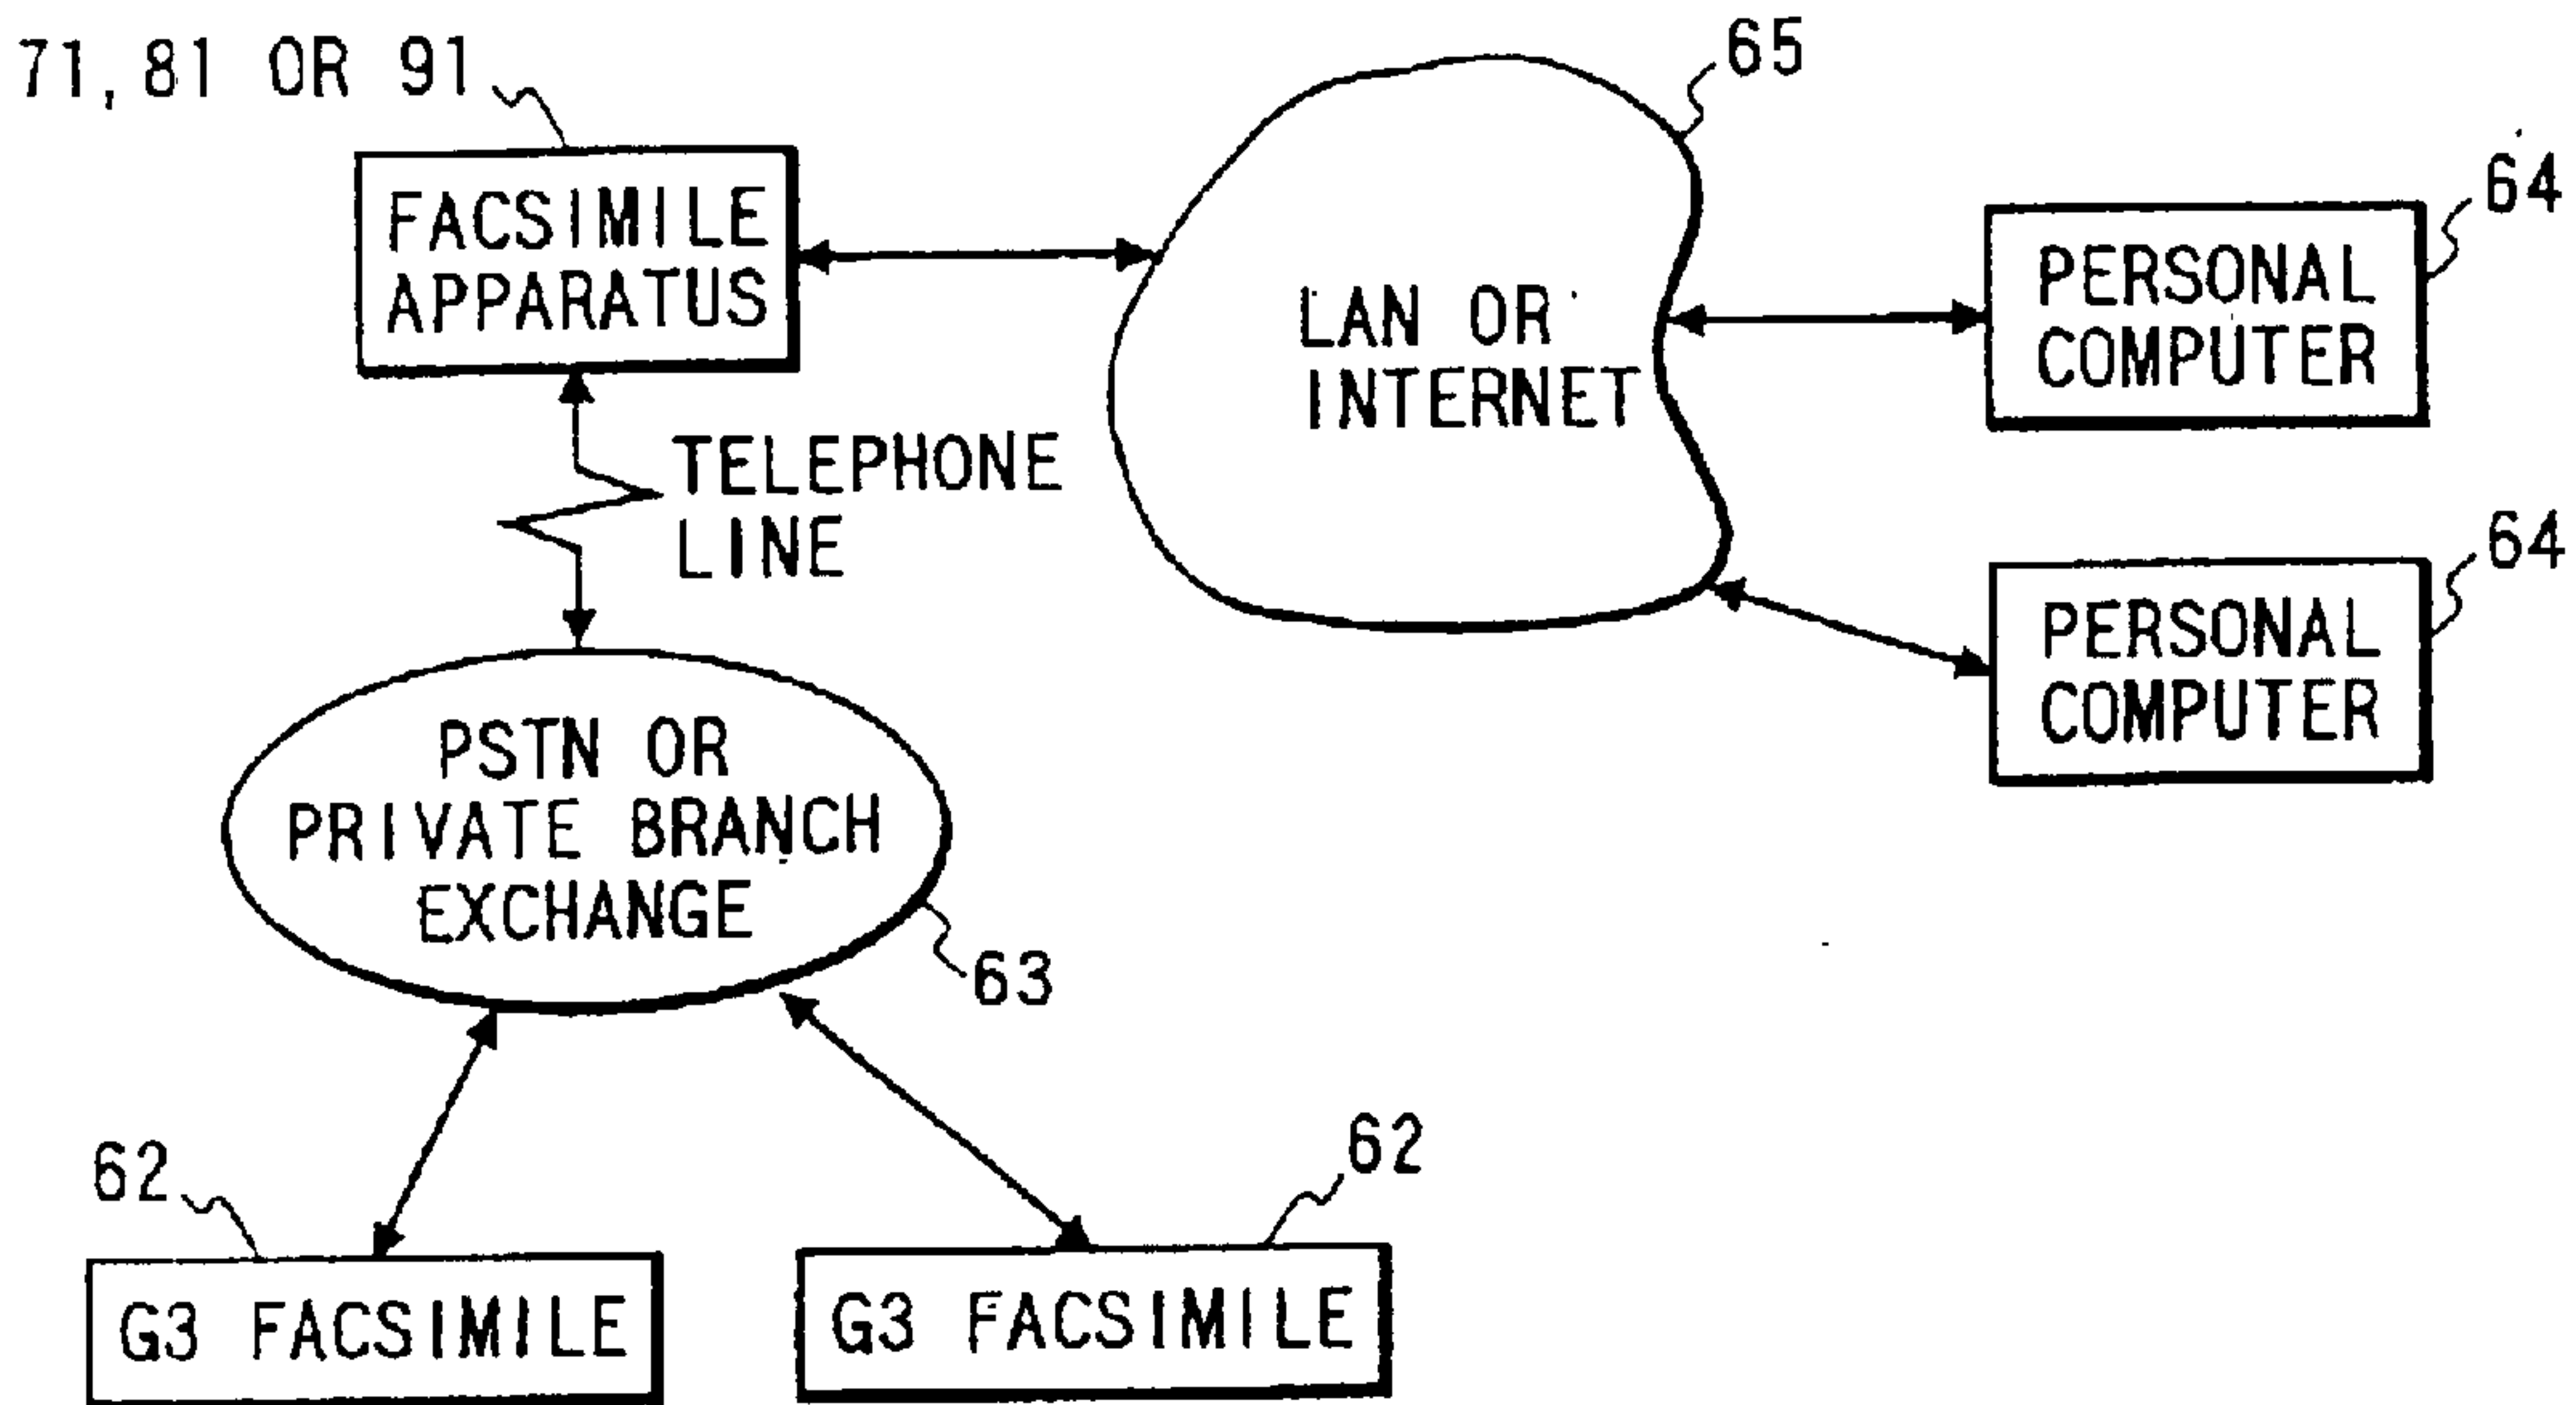 71, 81 OR 91
FACSIMILE
APPARATUS
65
LAN OR
INTERNET
64
PERSONAL
COMPUTER
64
PERSONAL
COMPUTER
TELEPHONE
LINE
PSTN OR
PRIVATE BRANCH
EXCHANGE
63
62
G3 FACSIMILE
62
G3 FACSIMILE